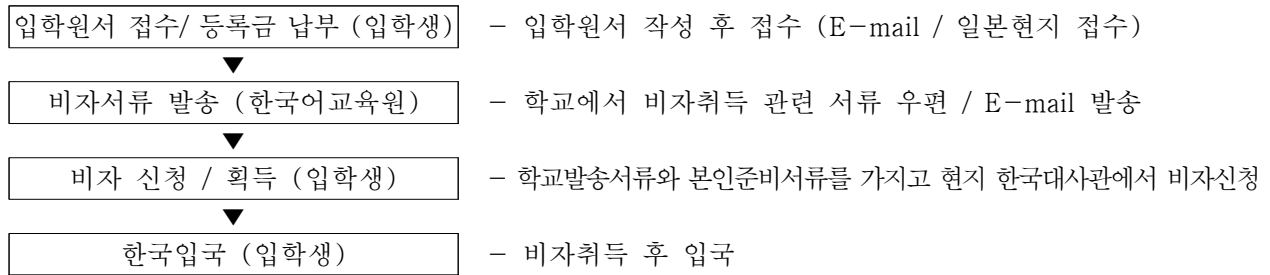 입학원서 접수/ 등록금 납부 (입학생) - 입학원서 작성 후 접수 (E-mail / 일본현지 접수)
▼
비자서류 발송 (한국어교육원) - 학교에서 비자취득 관련 서류 우편 / E-mail 발송
▼
비자 신청 / 획득 (입학생) - 학교발송서류와 본인준비서류를 가지고 현지 한국대사관에서 비자신청
▼
한국입국 (입학생) - 비자취득 후 입국